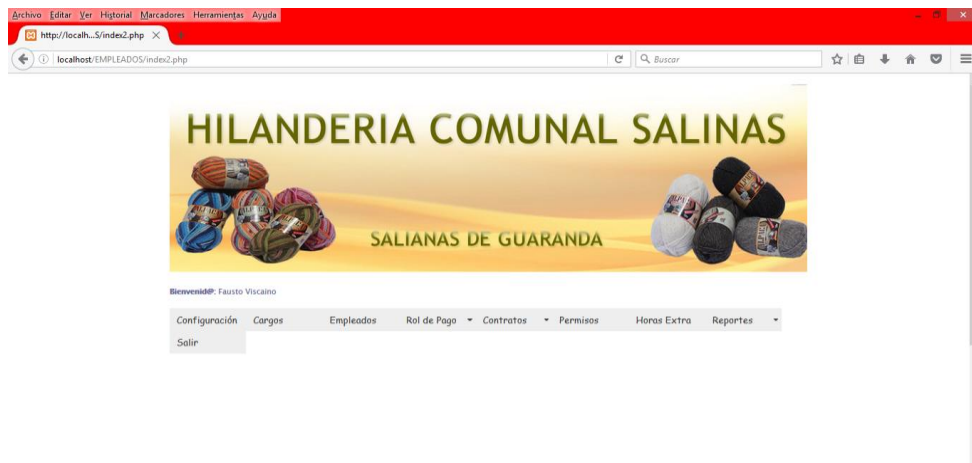 Archivo Editar Ver Historial Marcadores Herramientas Ayuda
http://localh...S/index2.php
localhost/EMPLEADOS/index2.php
Buscar
HILANDERIA COMUNAL SALINAS
SALIANAS DE GUARANDA
Bienvenid@: Fausto Viscaino
Configuración Cargos Empleados Rol de Pago Contratos Permisos Horas Extra Reportes
Salir